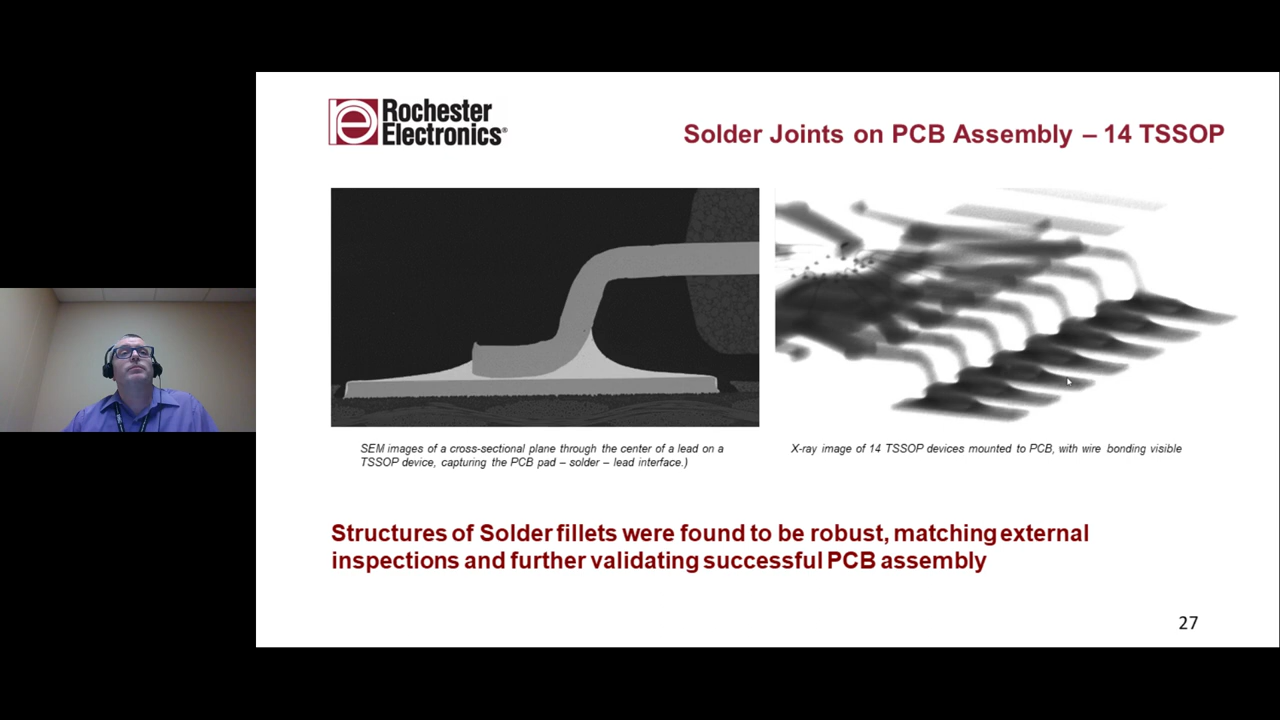 Rochester
Electronics®
Solder Joints on PCB Assembly – 14 TSSOP
SEM images of a cross-sectional plane through the center of a lead on a
TSSOP device, capturing the PCB pad – solder – lead interface.)
X-ray image of 14 TSSOP devices mounted to PCB, with wire bonding visible
Structures of Solder fillets were found to be robust, matching external
inspections and further validating successful PCB assembly
27